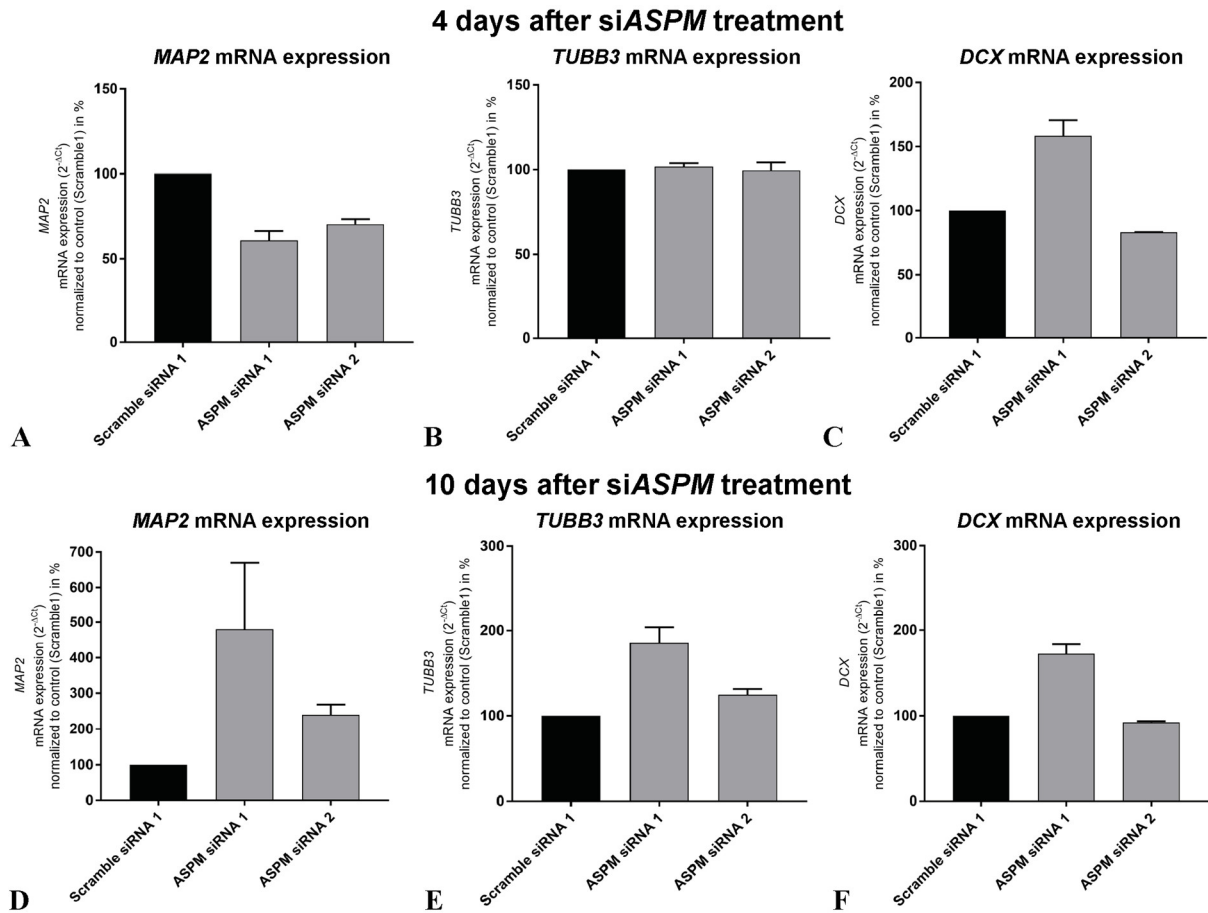 4 days after siASPM treatment
MAP2 mRNA expression
MAP2
mRNA expression (2^-ΔCt)
normalized to control (Scramble1) in %
150
100
50
0
Scramble siRNA 1
ASPM siRNA 1
ASPM siRNA 2
A
TUBB3 mRNA expression
TUBB3
mRNA expression (2^-ΔCt)
normalized to control (Scramble1) in %
150
100
50
0
Scramble siRNA 1
ASPM siRNA 1
ASPM siRNA 2
B
DCX mRNA expression
DCX
mRNA expression (2^-ΔCt)
normalized to control (Scramble1) in %
200
150
100
50
0
Scramble siRNA 1
ASPM siRNA 1
ASPM siRNA 2
C
10 days after siASPM treatment
MAP2 mRNA expression
MAP2
mRNA expression (2^-ΔCt)
normalized to control (Scramble1) in %
700
600
500
400
300
200
100
0
Scramble siRNA 1
ASPM siRNA 1
ASPM siRNA 2
D
TUBB3 mRNA expression
TUBB3
mRNA expression (2^-ΔCt)
normalized to control (Scramble1) in %
300
200
100
0
Scramble siRNA 1
ASPM siRNA 1
ASPM siRNA 2
E
DCX mRNA expression
DCX
mRNA expression (2^-ΔCt)
normalized to control (Scramble1) in %
300
200
100
0
Scramble siRNA 1
ASPM siRNA 1
ASPM siRNA 2
F